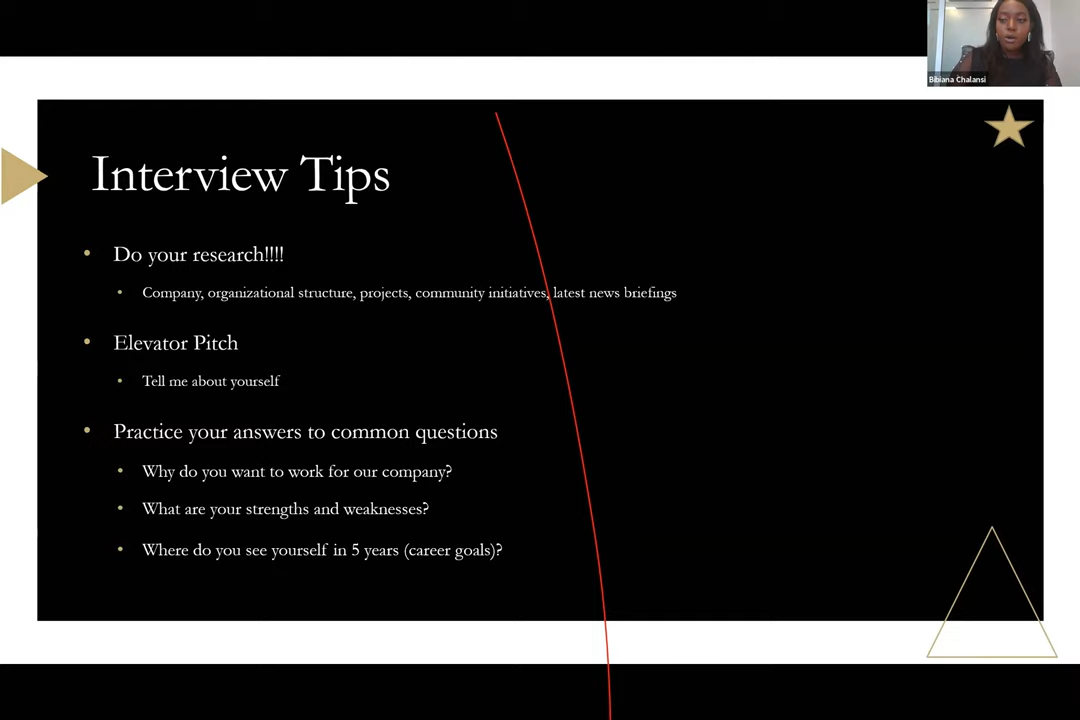 Bibiana Chalansi
Interview Tips
• Do your research!!!!
• Company, organizational structure, projects, community initiatives, latest news briefings
• Elevator Pitch
• Tell me about yourself
• Practice your answers to common questions
• Why do you want to work for our company?
• What are your strengths and weaknesses?
• Where do you see yourself in 5 years (career goals)?